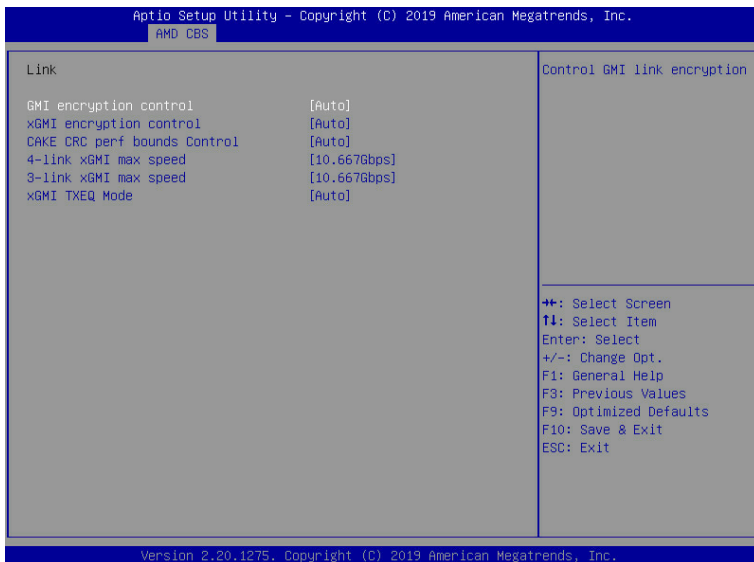 Aptio Setup Utility – Copyright (C) 2019 American Megatrends, Inc.
AMD CBS
Link
GMI encryption control [Auto]
xGMI encryption control [Auto]
CAKE CRC perf bounds Control [Auto]
4-link xGMI max speed [10.667Gbps]
3-link xGMI max speed [10.667Gbps]
xGMI TXEQ Mode [Auto]
Control GMI link encryption
→←: Select Screen
↑↓: Select Item
Enter: Select
+/-: Change Opt.
F1: General Help
F3: Previous Values
F9: Optimized Defaults
F10: Save & Exit
ESC: Exit
Version 2.20.1275. Copyright (C) 2019 American Megatrends, Inc.